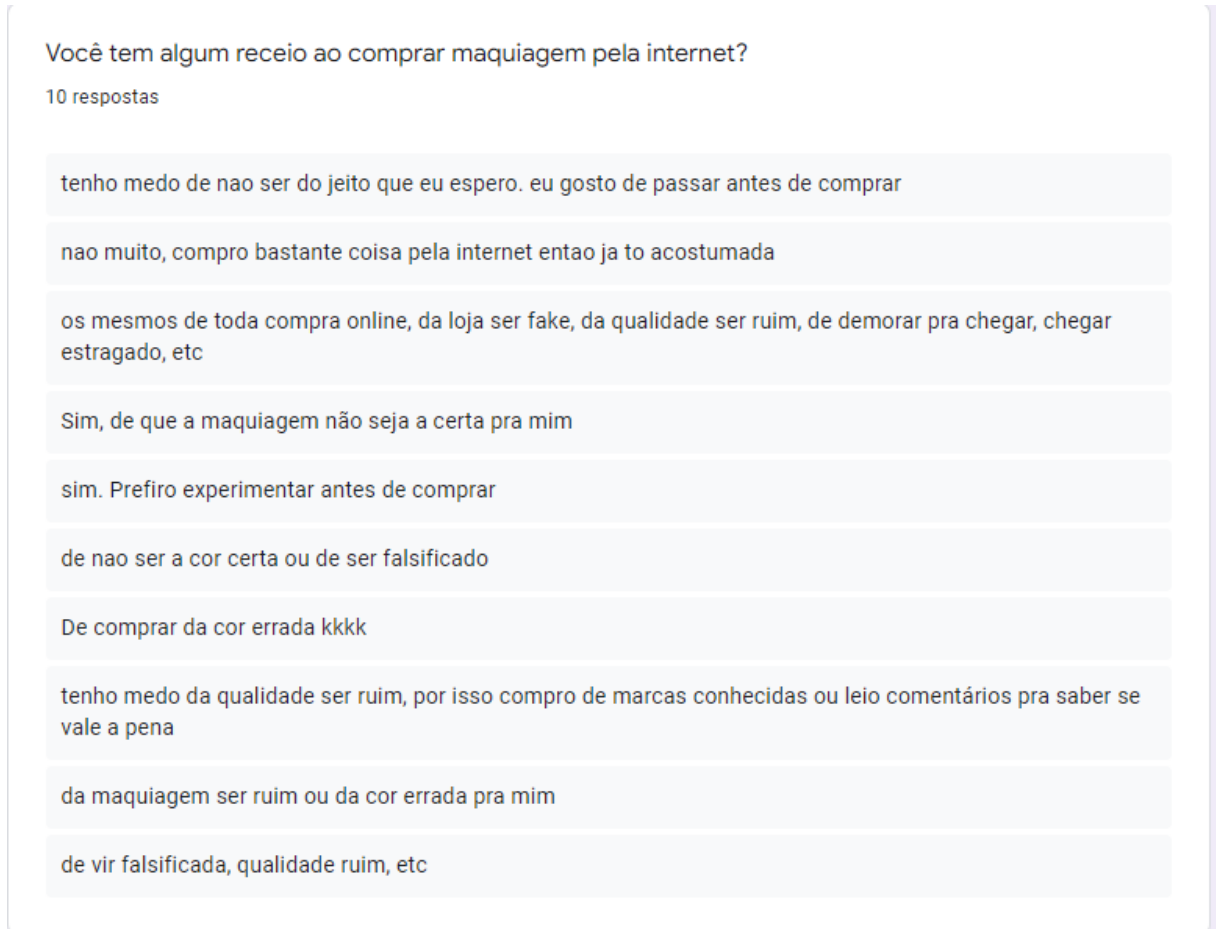 Você tem algum receio ao comprar maquiagem pela internet?
10 respostas
tenho medo de nao ser do jeito que eu espero. eu gosto de passar antes de comprar
nao muito, compro bastante coisa pela internet entao ja to acostumada
os mesmos de toda compra online, da loja ser fake, da qualidade ser ruim, de demorar pra chegar, chegar
estragado, etc
Sim, de que a maquiagem não seja a certa pra mim
sim. Prefiro experimentar antes de comprar
de nao ser a cor certa ou de ser falsificado
De comprar da cor errada kkkk
tenho medo da qualidade ser ruim, por isso compro de marcas conhecidas ou leio comentários pra saber se
vale a pena
da maquiagem ser ruim ou da cor errada pra mim
de vir falsificada, qualidade ruim, etc